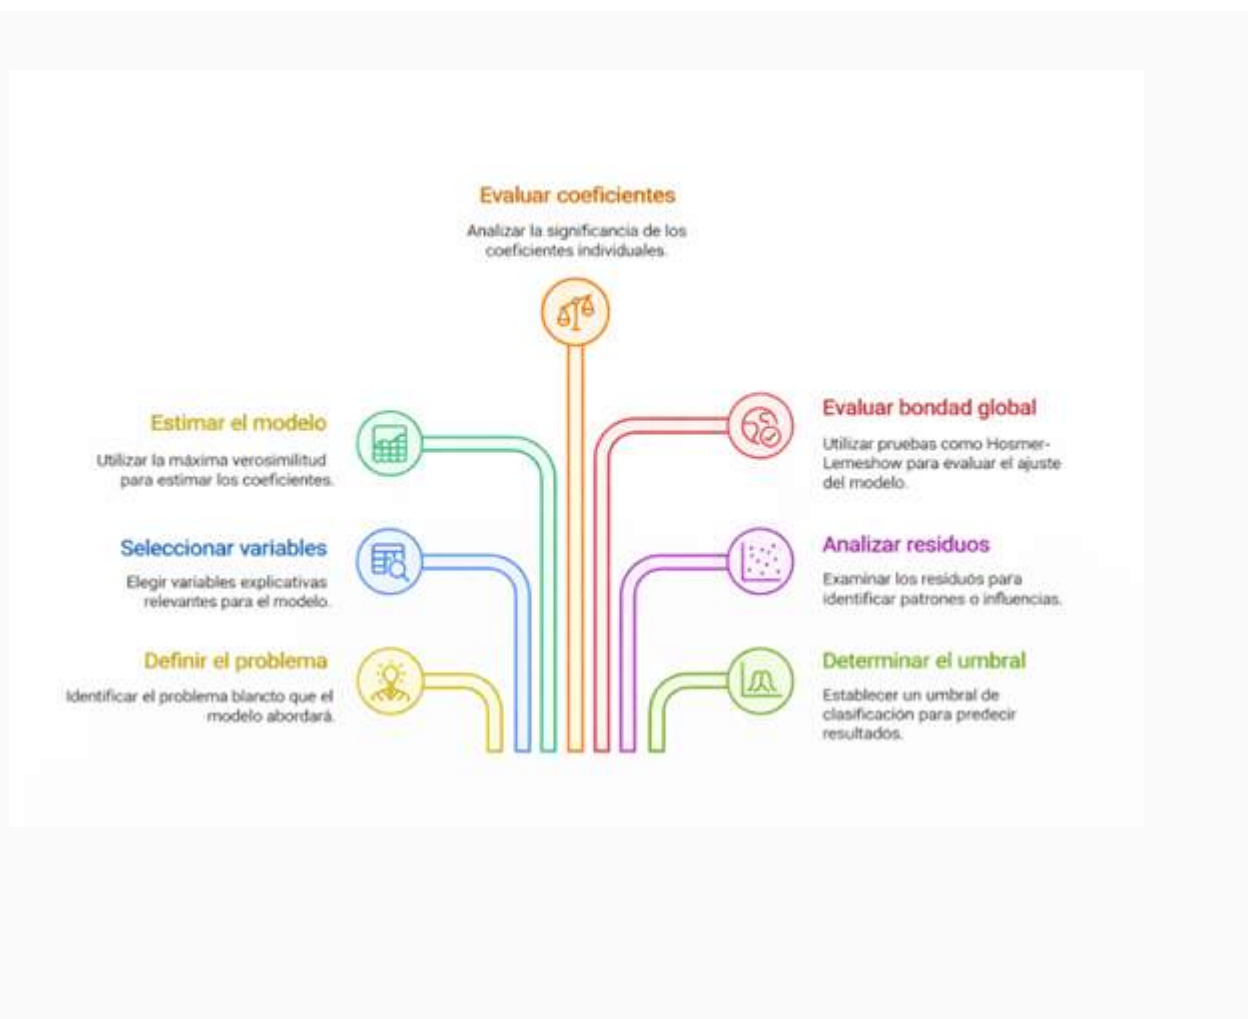 Evaluar coeficientes
Analizar la significancia de los
coeficientes individuales.
Estimar el modelo
Utilizar la máxima verosimilitud
para estimar los coeficientes.
Seleccionar variables
Elegir variables explicativas
relevantes para el modelo.
Definir el problema
Identificar el problema blancto que el
modelo abordará.
Evaluar bondad global
Utilizar pruebas como Hosmer-
Lemeshow para evaluar el ajuste
del modelo.
Analizar residuos
Examinar los residuos para
identificar patrones o influencias.
Determinar el umbral
Establecer un umbral de
clasificación para predecir
resultados.